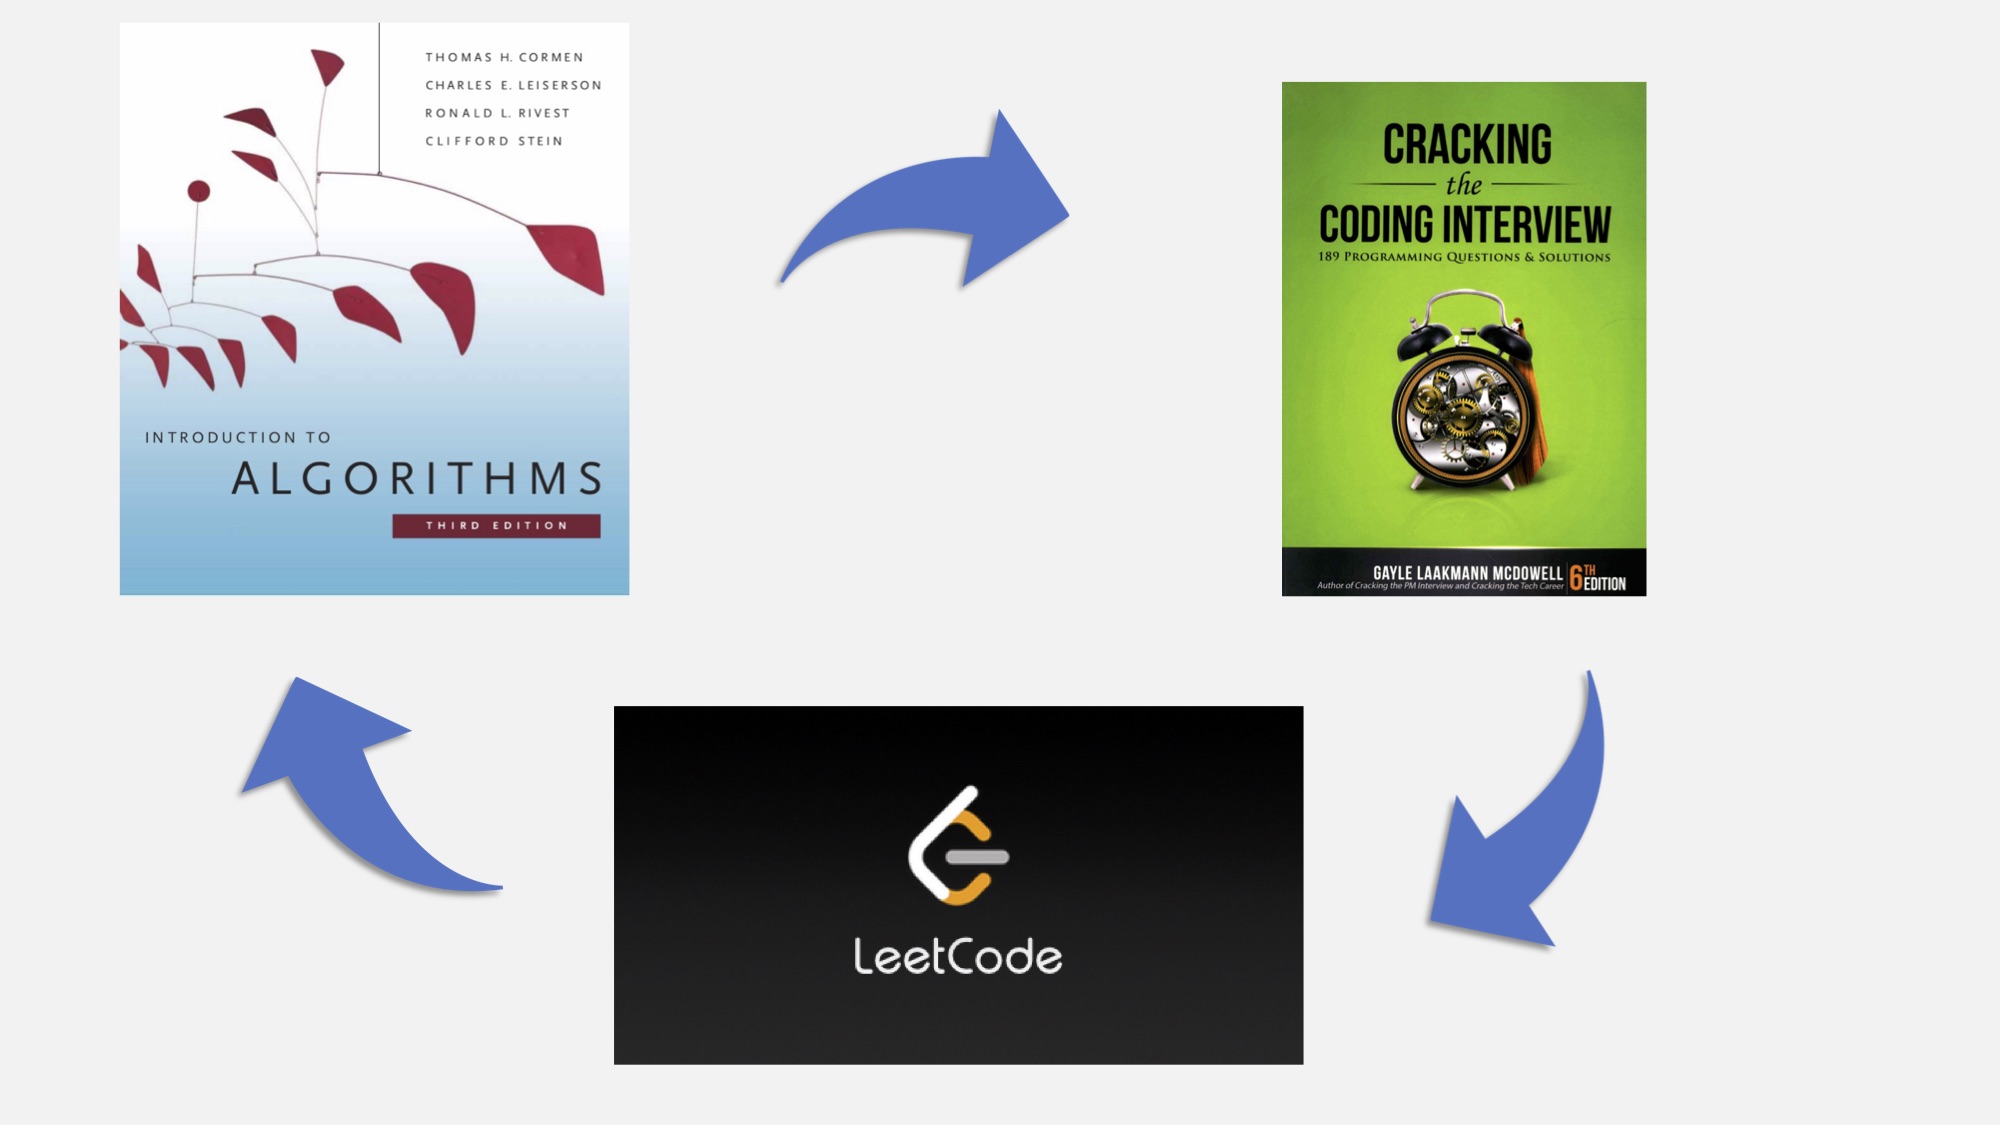 THOMAS H. CORMEN
CHARLES E. LEISERSON
RONALD L. RIVEST
CLIFFORD STEIN
INTRODUCTION TO
ALGORITHMS
THIRD EDITION
CRACKING
the
CODING INTERVIEW
189 PROGRAMMING QUESTIONS & SOLUTIONS
GAYLE LAAKMANN MCDOWELL
Author of Cracking the PM Interview and Cracking the Tech Career
6TH EDITION
LeetCode